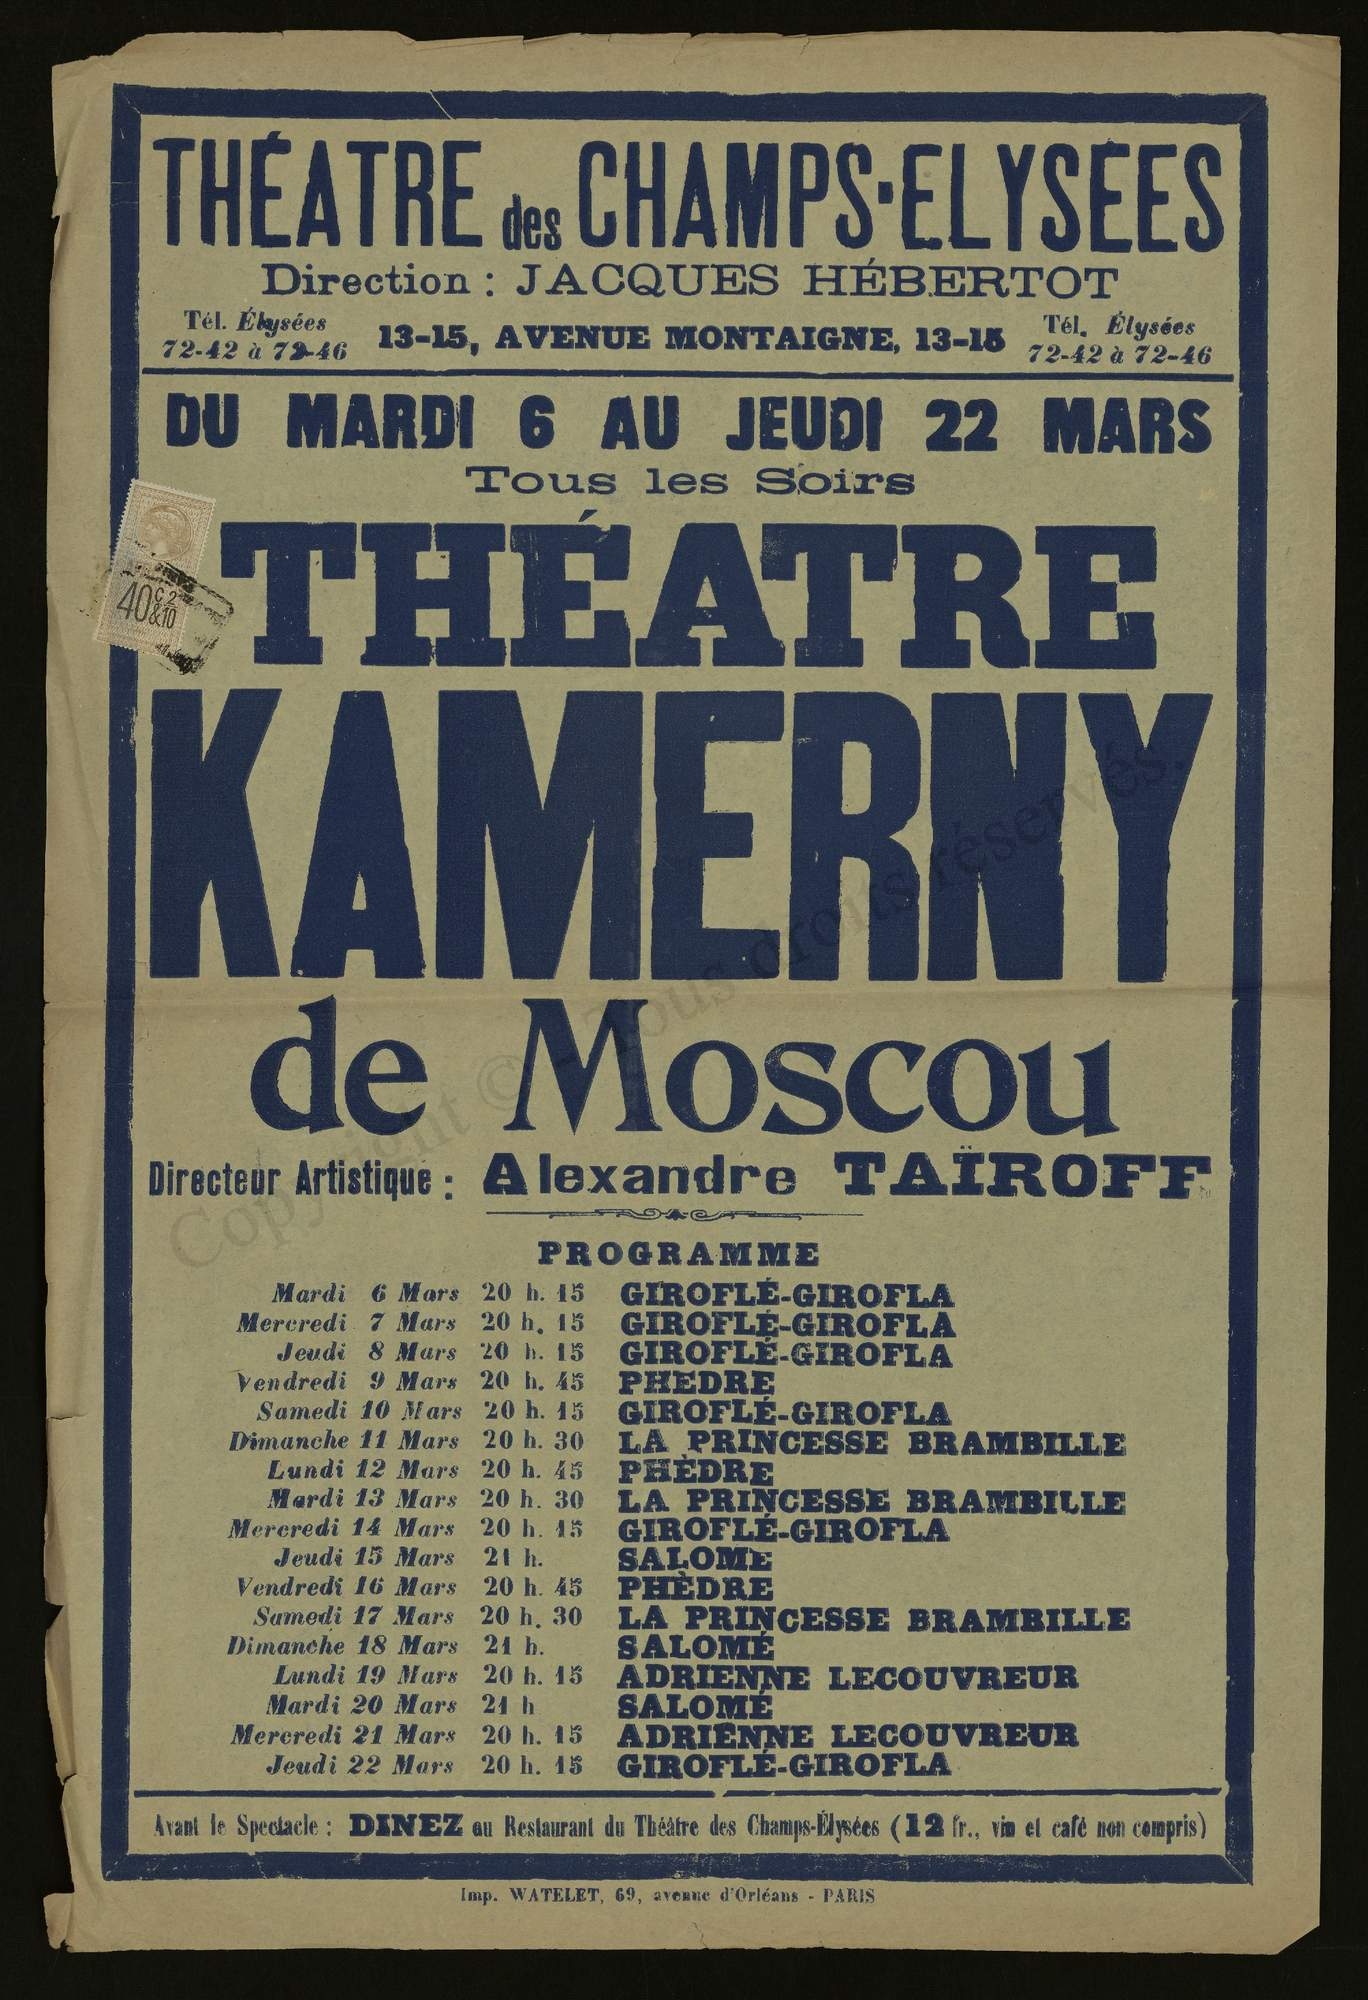 THÉATRE des CHAMPS-ELYSÉES
Direction : JACQUES HÉBERTOT
Tél. Élysées
72-42 à 72-46
13-15, AVENUE MONTAIGNE, 13-15
Tél. Élysées
72-42 à 72-46
DU MARDI 6 AU JEUDI 22 MARS
Tous les Soirs
40 C 2
&10
THÉATRE
KAMERNY
de Moscou
Directeur Artistique : Alexandre TAÏROFF
PROGRAMME
Mardi 6 Mars 20 h. 15 GIROFLÉ-GIROFLA
Mercredi 7 Mars 20 h. 15 GIROFLÉ-GIROFLA
Jeudi 8 Mars 20 h. 15 GIROFLÉ-GIROFLA
Vendredi 9 Mars 20 h. 45 PHEDRE
Samedi 10 Mars 20 h. 15 GIROFLÉ-GIROFLA
Dimanche 11 Mars 20 h. 30 LA PRINCESSE BRAMBILLE
Lundi 12 Mars 20 h. 45 PHÈDRE
Mardi 13 Mars 20 h. 30 LA PRINCESSE BRAMBILLE
Mercredi 14 Mars 20 h. 15 GIROFLÉ-GIROFLA
Jeudi 15 Mars 21 h. SALOME
Vendredi 16 Mars 20 h. 45 PHÈDRE
Samedi 17 Mars 20 h. 30 LA PRINCESSE BRAMBILLE
Dimanche 18 Mars 21 h. SALOMÉ
Lundi 19 Mars 20 h. 15 ADRIENNE LECOUVREUR
Mardi 20 Mars 21 h SALOMÉ
Mercredi 21 Mars 20 h. 15 ADRIENNE LECOUVREUR
Jeudi 22 Mars 20 h. 15 GIROFLÉ-GIROFLA
Avant le Spectacle : DINEZ au Restaurant du Théâtre des Champs-Élysées (12 fr., vin et café non compris)
Imp. WATELET, 69, avenue d'Orléans - PARIS
Copyright © - Tous droits réservés.